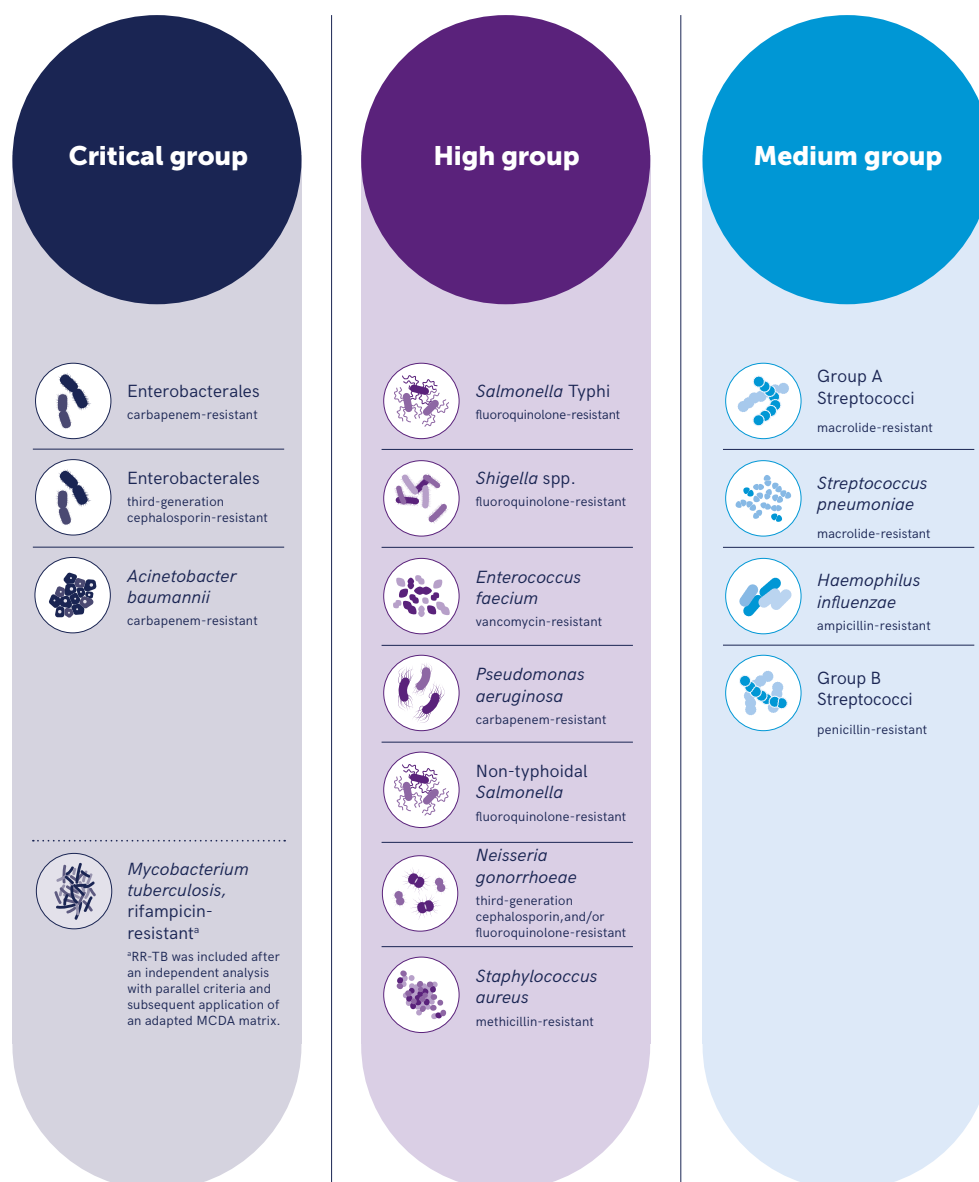 Critical group
Enterobacterales
carbapenem-resistant
Enterobacterales
third-generation
cephalosporin-resistant
Acinetobacter
baumannii
carbapenem-resistant
Mycobacterium
tuberculosis,
rifampicin-
resistantᵃ
ᵃRR-TB was included after
an independent analysis
with parallel criteria and
subsequent application of
an adapted MCDA matrix.
High group
Salmonella Typhi
fluoroquinolone-resistant
Shigella spp.
fluoroquinolone-resistant
Enterococcus
faecium
vancomycin-resistant
Pseudomonas
aeruginosa
carbapenem-resistant
Non-typhoidal
Salmonella
fluoroquinolone-resistant
Neisseria
gonorrhoeae
third-generation
cephalosporin,and/or
fluoroquinolone-resistant
Staphylococcus
aureus
methicillin-resistant
Medium group
Group A
Streptococci
macrolide-resistant
Streptococcus
pneumoniae
macrolide-resistant
Haemophilus
influenzae
ampicillin-resistant
Group B
Streptococci
penicillin-resistant